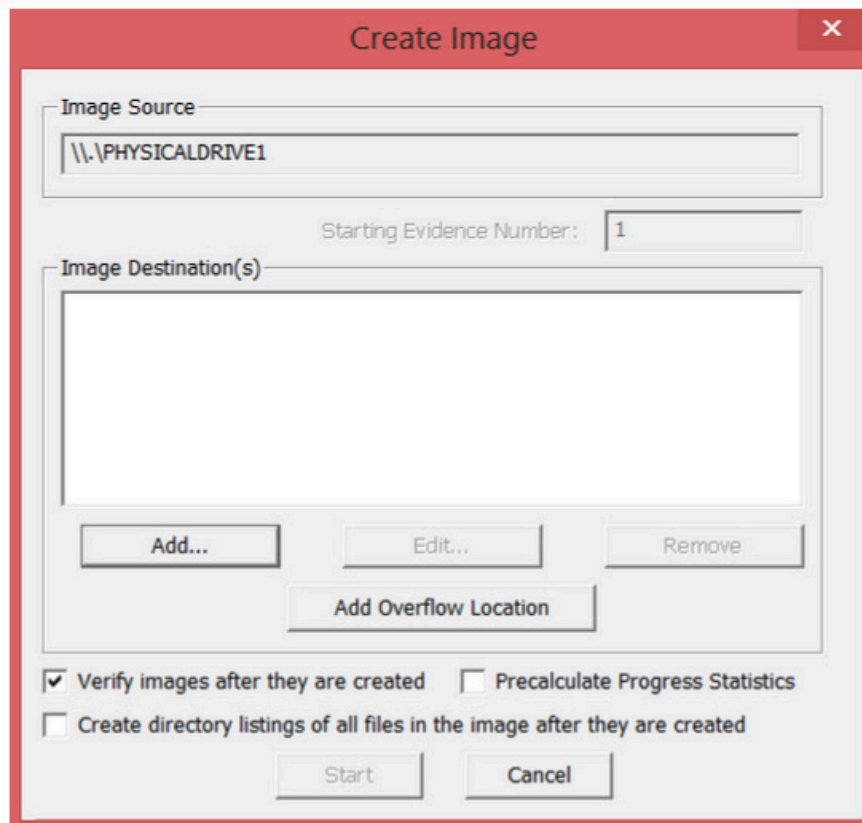 Create Image
Image Source
\\.\PHYSICALDRIVE1
Starting Evidence Number: 1
Image Destination(s)
Add... Edit... Remove
Add Overflow Location
Verify images after they are created Precalculate Progress Statistics
Create directory listings of all files in the image after they are created
Start Cancel